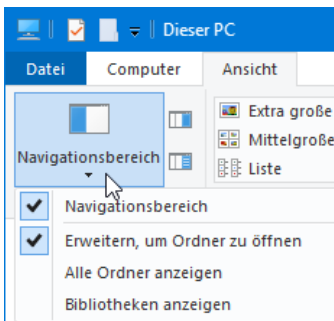 Dieser PC
Datei Computer Ansicht
Navigationsbereich
Extra große
Mittelgroße
Liste
Navigationsbereich
Erweitern, um Ordner zu öffnen
Alle Ordner anzeigen
Bibliotheken anzeigen